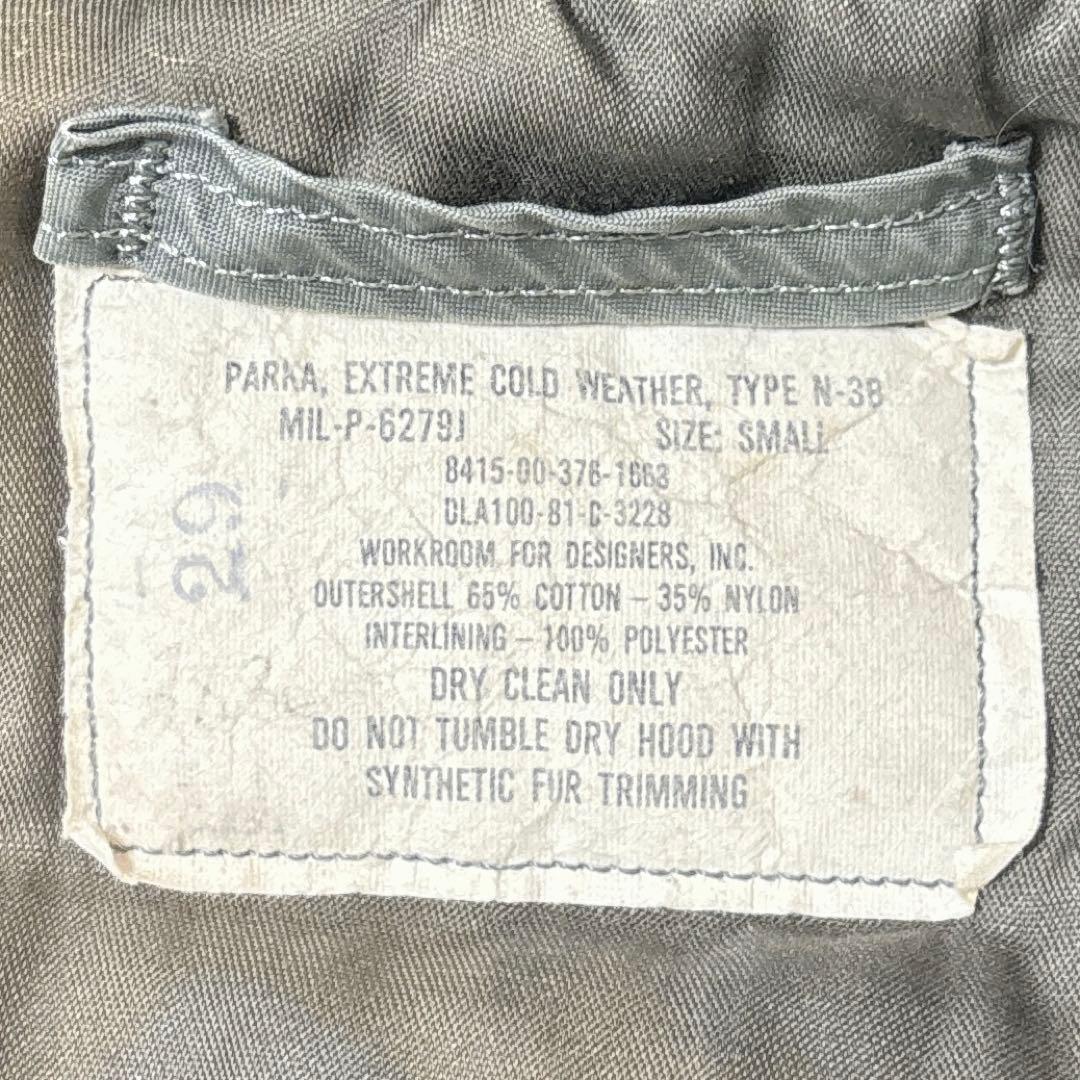 PARKA, EXTREME COLD WEATHER, TYPE N-3B
MIL-P-6279J SIZE: SMALL
8415-00-376-1668
DLA100-81-C-3228
WORKROOM FOR DESIGNERS, INC.
OUTERSHELL 65% COTTON – 35% NYLON
INTERLINING – 100% POLYESTER
DRY CLEAN ONLY
DO NOT TUMBLE DRY HOOD WITH
SYNTHETIC FUR TRIMMING
29